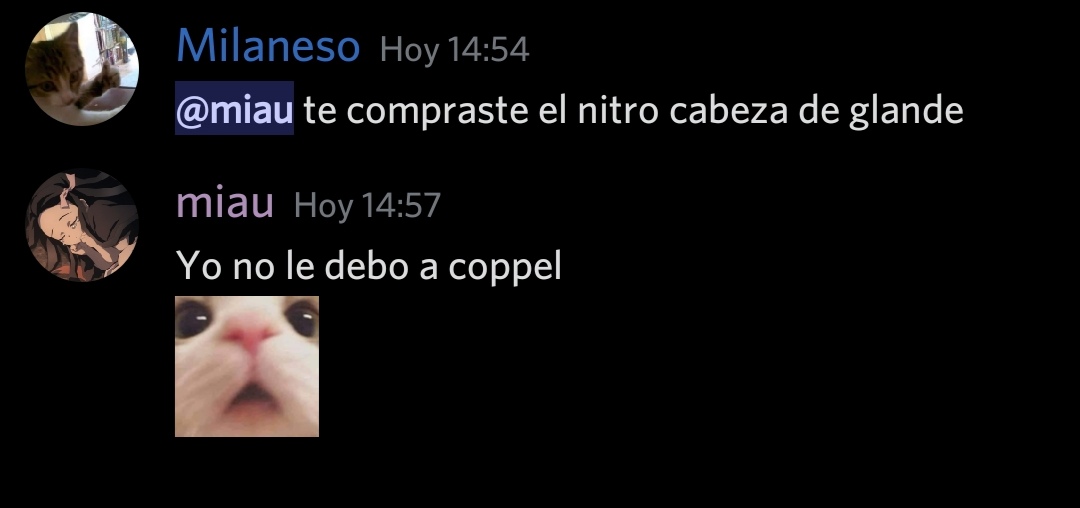 Milaneso Hoy 14:54
@miau te compraste el nitro cabeza de glande
miau Hoy 14:57
Yo no le debo a coppel